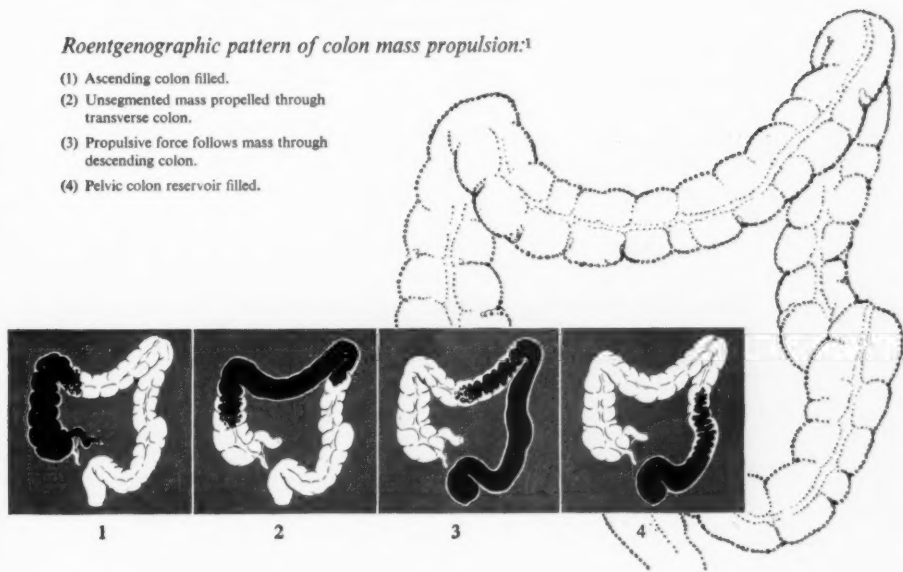 Roentgenographic pattern of colon mass propulsion:1
(1) Ascending colon filled.
(2) Unsegmented mass propelled through
transverse colon.
(3) Propulsive force follows mass through
descending colon.
(4) Pelvic colon reservoir filled.
1 2 3 4